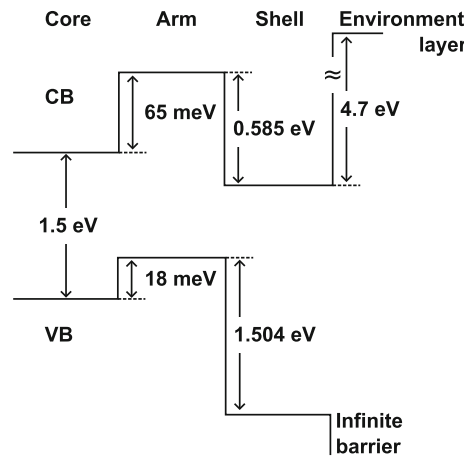 Core Arm Shell Environment
layer
CB
65 meV
0.585 eV
≈
4.7 eV
1.5 eV
18 meV
VB
1.504 eV
Infinite
barrier